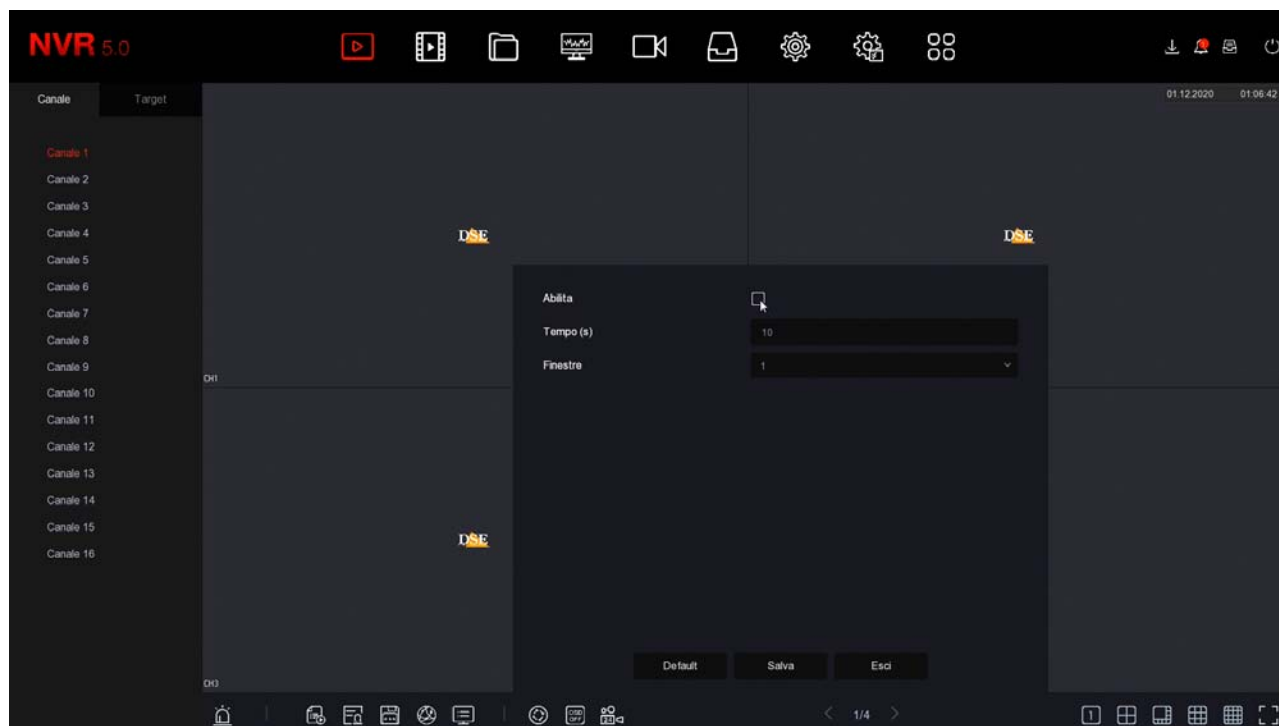 NVR 5.0
Canale Target
01.12.2020 01:06:42
Canale 1
Canale 2
Canale 3
Canale 4
Canale 5
Canale 6
Canale 7
Canale 8
Canale 9
Canale 10
Canale 11
Canale 12
Canale 13
Canale 14
Canale 15
Canale 16
DSE
DSE
CH1
Abilita
Tempo (s) 10
Finestre 1
DSE
Default Salva Esci
CH3
OSD
OFF
1/4
1